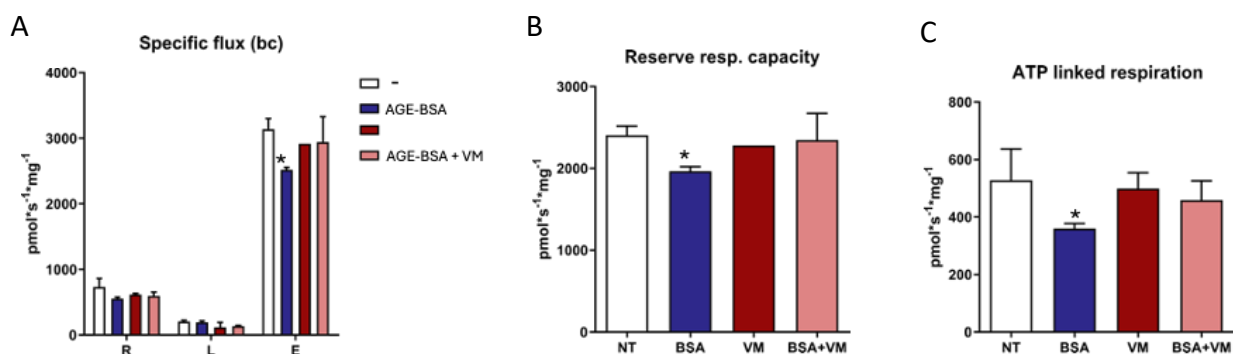 A
Specific flux (bc)
pmol*s⁻¹*mg⁻¹
4000
3000
2000
1000
0
*
R L E
-
AGE-BSA
AGE-BSA + VM
B
Reserve resp. capacity
pmol*s⁻¹*mg⁻¹
3000
2000
1000
0
*
NT BSA VM BSA+VM
C
ATP linked respiration
pmol*s⁻¹*mg⁻¹
800
600
400
200
0
*
NT BSA VM BSA+VM